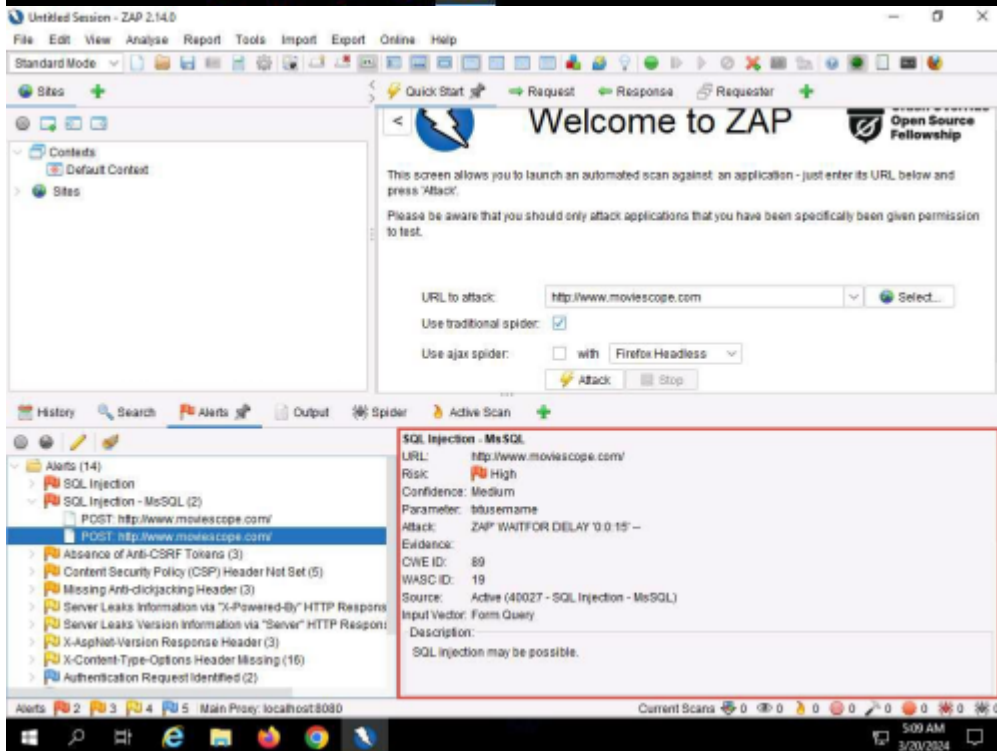 Untitled Session - ZAP 2.14.0
File Edit View Analyse Report Tools Import Export Online Help
Standard Mode
Sites
Quick Start Request Response Requester
Contexts
Default Context
Sites
Welcome to ZAP
Open Source
Fellowship
This screen allows you to launch an automated scan against an application - just enter its URL below and
press 'Attack'.
Please be aware that you should only attack applications that you have been specifically been given permission
to test.
URL to attack: http://www.moviescope.com Select...
Use traditional spider:
Use ajax spider: with Firefox Headless
Attack Stop
History Search Alerts Output Spider Active Scan
Alerts (14)
SQL Injection
SQL Injection - MsSQL (2)
POST: http://www.moviescope.com/
POST: http://www.moviescope.com/
Absence of Anti-CSRF Tokens (3)
Content Security Policy (CSP) Header Not Set (5)
Missing Anti-clickjacking Header (3)
Server Leaks Information via "X-Powered-By" HTTP Respons
Server Leaks Version Information via "Server" HTTP Respons
X-AspNet-Version Response Header (3)
X-Content-Type-Options Header Missing (16)
Authentication Request Identified (2)
SQL Injection - MsSQL
URL: http://www.moviescope.com/
Risk: High
Confidence: Medium
Parameter: txtusername
Attack: ZAP' WAITFOR DELAY '0:0:15' --
Evidence:
CWE ID: 89
WASC ID: 19
Source: Active (40027 - SQL Injection - MsSQL)
Input Vector: Form Query
Description:
SQL injection may be possible.
Alerts 2 3 4 5 Main Proxy: localhost:8080
Current Scans 0 0 0 0 0 0 0
5:09 AM
3/20/2024